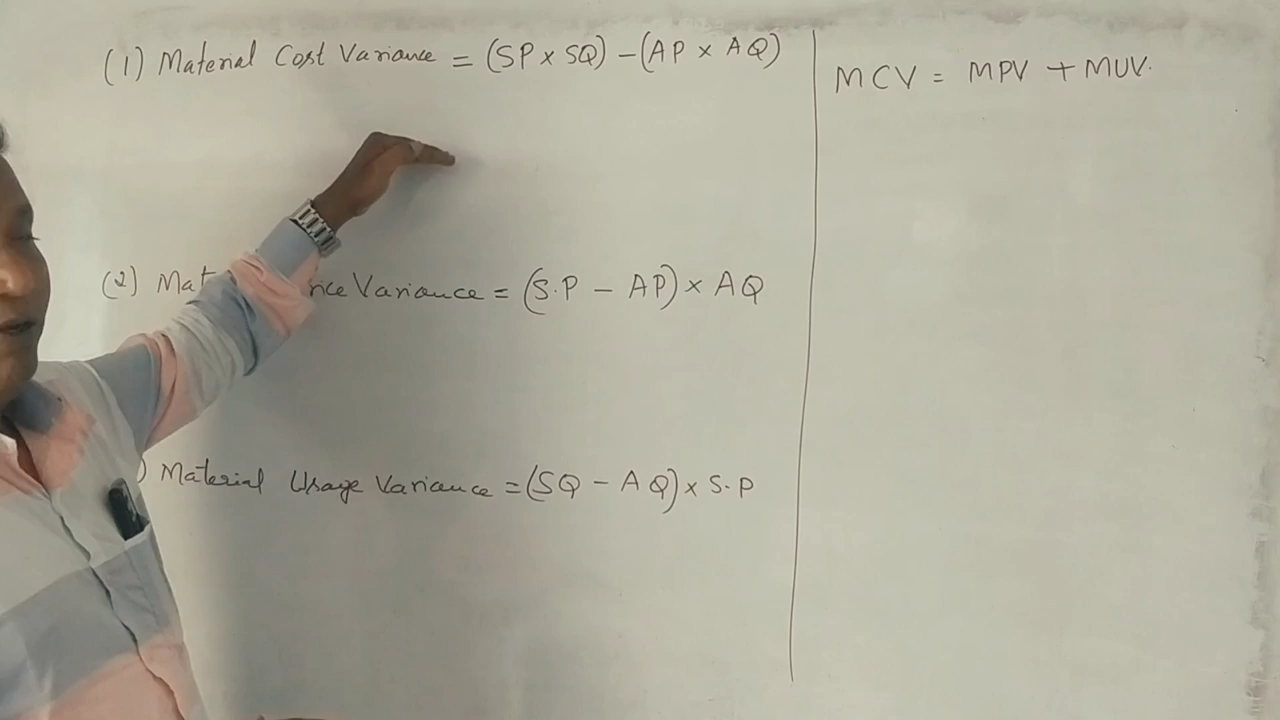 (1) Material Cost Variance = (SP x SQ) - (AP x AQ)
(2) Mat nce Variance = (S.P - AP) x AQ
) Material Usage Variance = (SQ - AQ) x S.P
MCV = MPV + MUV.